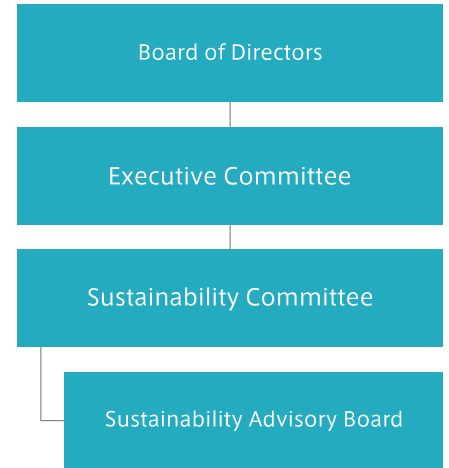 Board of Directors
Executive Committee
Sustainability Committee
Sustainability Advisory Board